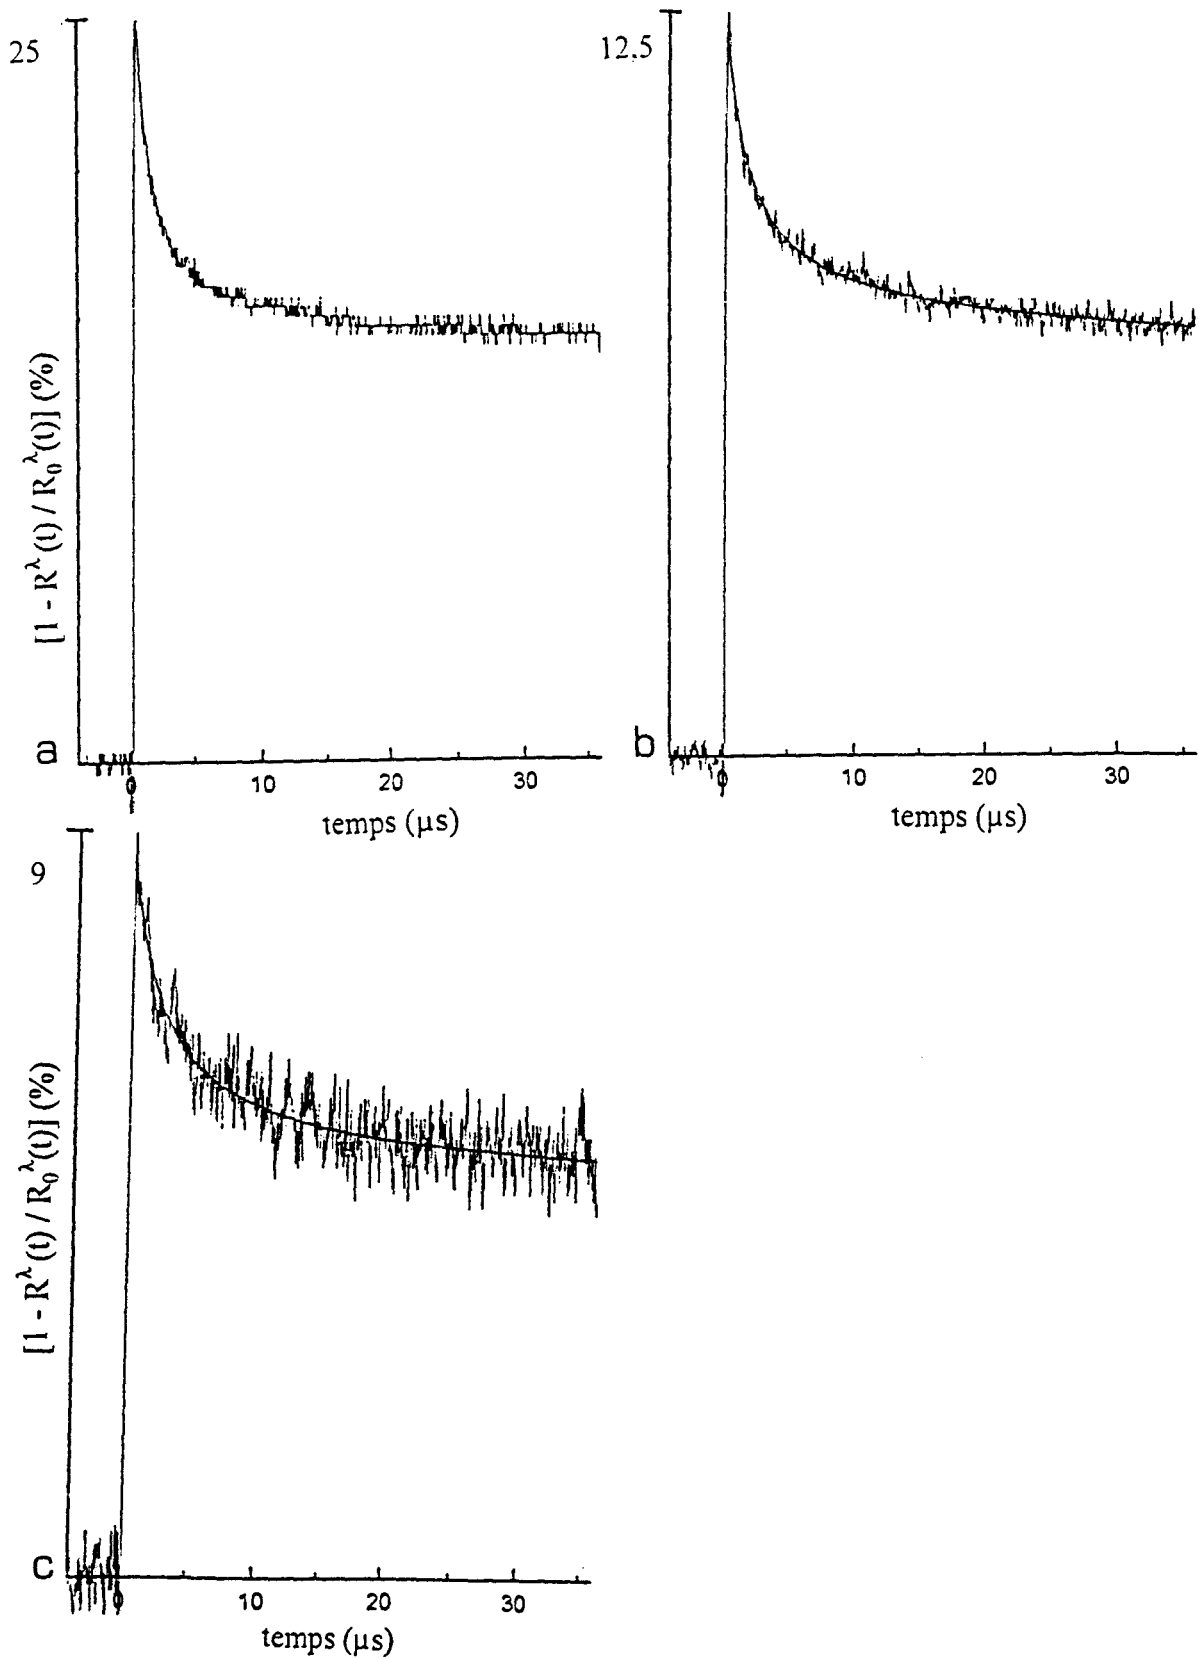 25
[1 - R^λ(t) / R_0^λ(t)] (%)
a
0 10 20 30
temps (µs)
12.5
b
0 10 20 30
temps (µs)
9
[1 - R^λ(t) / R_0^λ(t)] (%)
c
0 10 20 30
temps (µs)